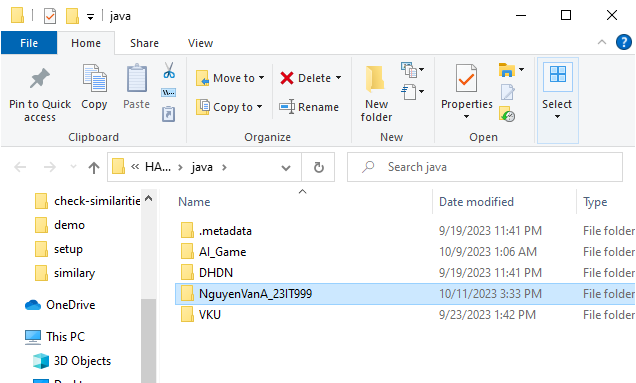 java
File Home Share View
Pin to Quick access
Copy
Paste
Move to
Copy to
Delete
Rename
New folder
Properties
Select
Clipboard Organize New Open
« HA... › java ›
Search java
Name Date modified Type
check-similaritie
demo
setup
similary
OneDrive
This PC
3D Objects
.metadata 9/19/2023 11:41 PM File folder
AI_Game 10/9/2023 1:06 AM File folder
DHDN 9/19/2023 11:41 PM File folder
NguyenVanA_23IT999 10/11/2023 3:33 PM File folder
VKU 9/23/2023 1:42 PM File folder